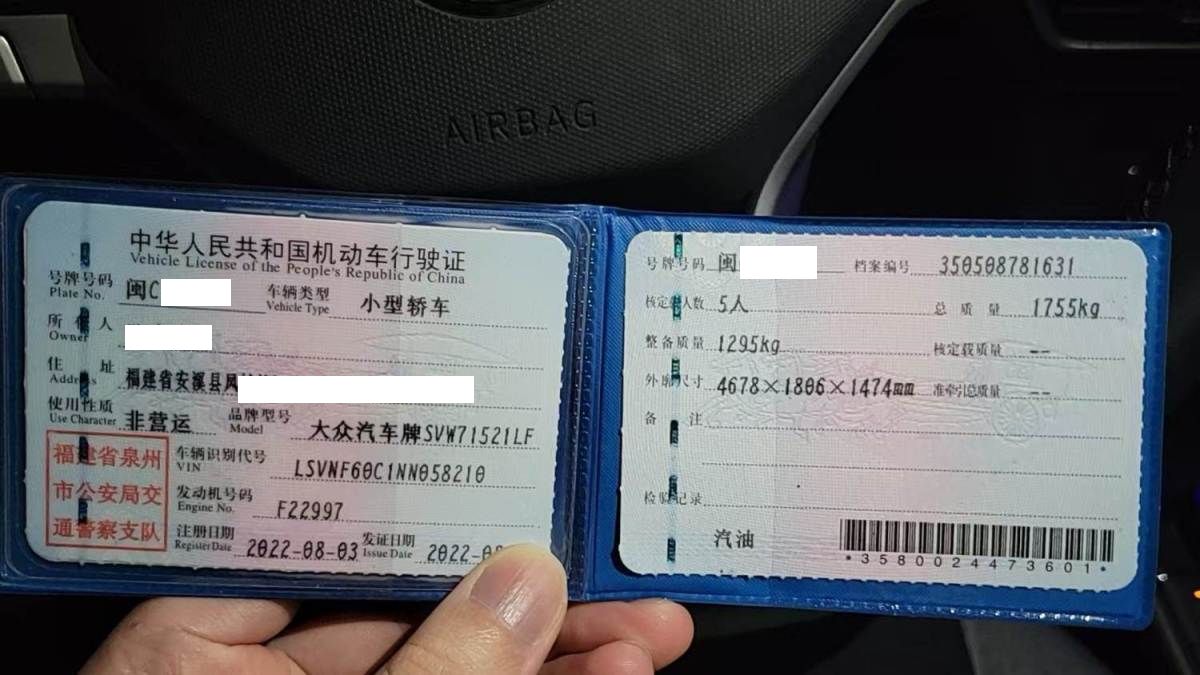 AIRBAG
中华人民共和国机动车行驶证
Vehicle License of the People's Republic of China
号牌号码 闽C 车辆类型 小型轿车
Plate No. Vehicle Type
所 人
Owner
住 址 福建省安溪县凤
Address
使用性质 非营运 品牌型号 大众汽车牌SVW71521LF
Use Character Model
福建省泉州
市公安局交
通警察支队
车辆识别代号 LSVNF60C1NN058210
VIN
发动机号码 F22997
Engine No.
注册日期 2022-08-03 发证日期 2022-0
Register Date Issue Date
号牌号码 闽 档案编号 350508781631
核定 人数 5人 总质量 1755kg
整备质量 1295kg 核定载质量 --
外廓尺寸 4678×1806×1474mm 准牵引总质量 --
备 注
检验记录
汽油
*3580024473601*